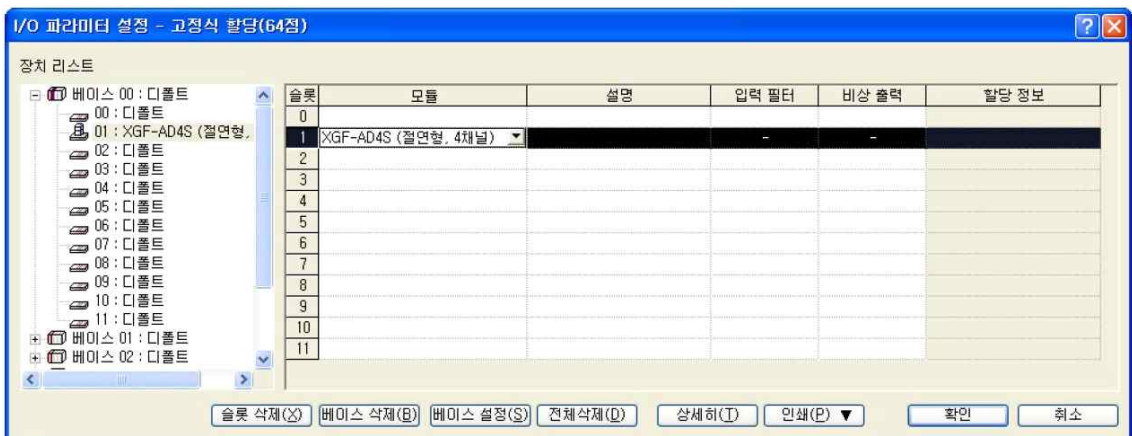 I/O 파라미터 설정 - 고정식 할당(64점)
장치 리스트
베이스 00 : 디폴트
00 : 디폴트
01 : XGF-AD4S (절연형,
02 : 디폴트
03 : 디폴트
04 : 디폴트
05 : 디폴트
06 : 디폴트
07 : 디폴트
08 : 디폴트
09 : 디폴트
10 : 디폴트
11 : 디폴트
베이스 01 : 디폴트
베이스 02 : 디폴트
슬롯 모듈 설명 입력 필터 비상 출력 할당 정보
0
1 XGF-AD4S (절연형, 4채널) - -
2
3
4
5
6
7
8
9
10
11
슬롯 삭제(X) 베이스 삭제(B) 베이스 설정(S) 전체삭제(D) 상세히(T) 인쇄(P) ▼ 확인 취소